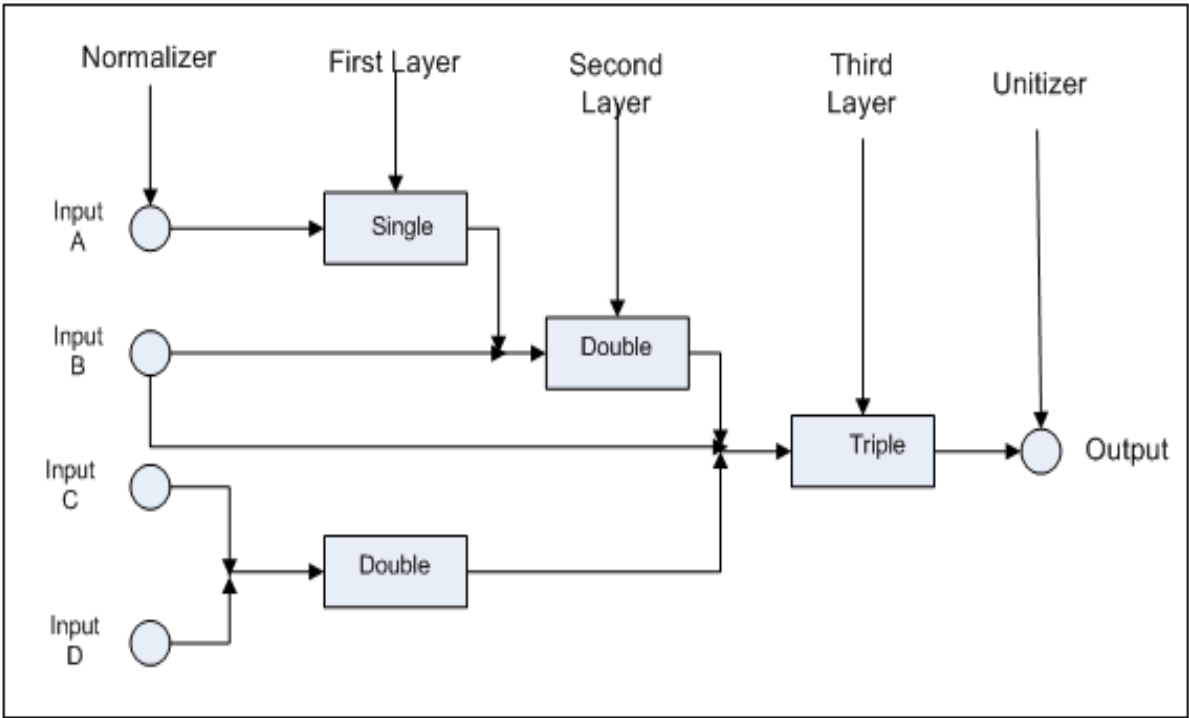 Normalizer
First Layer
Second
Layer
Third
Layer
Unitizer
Input
A
Single
Input
B
Double
Triple
Output
Input
C
Double
Input
D